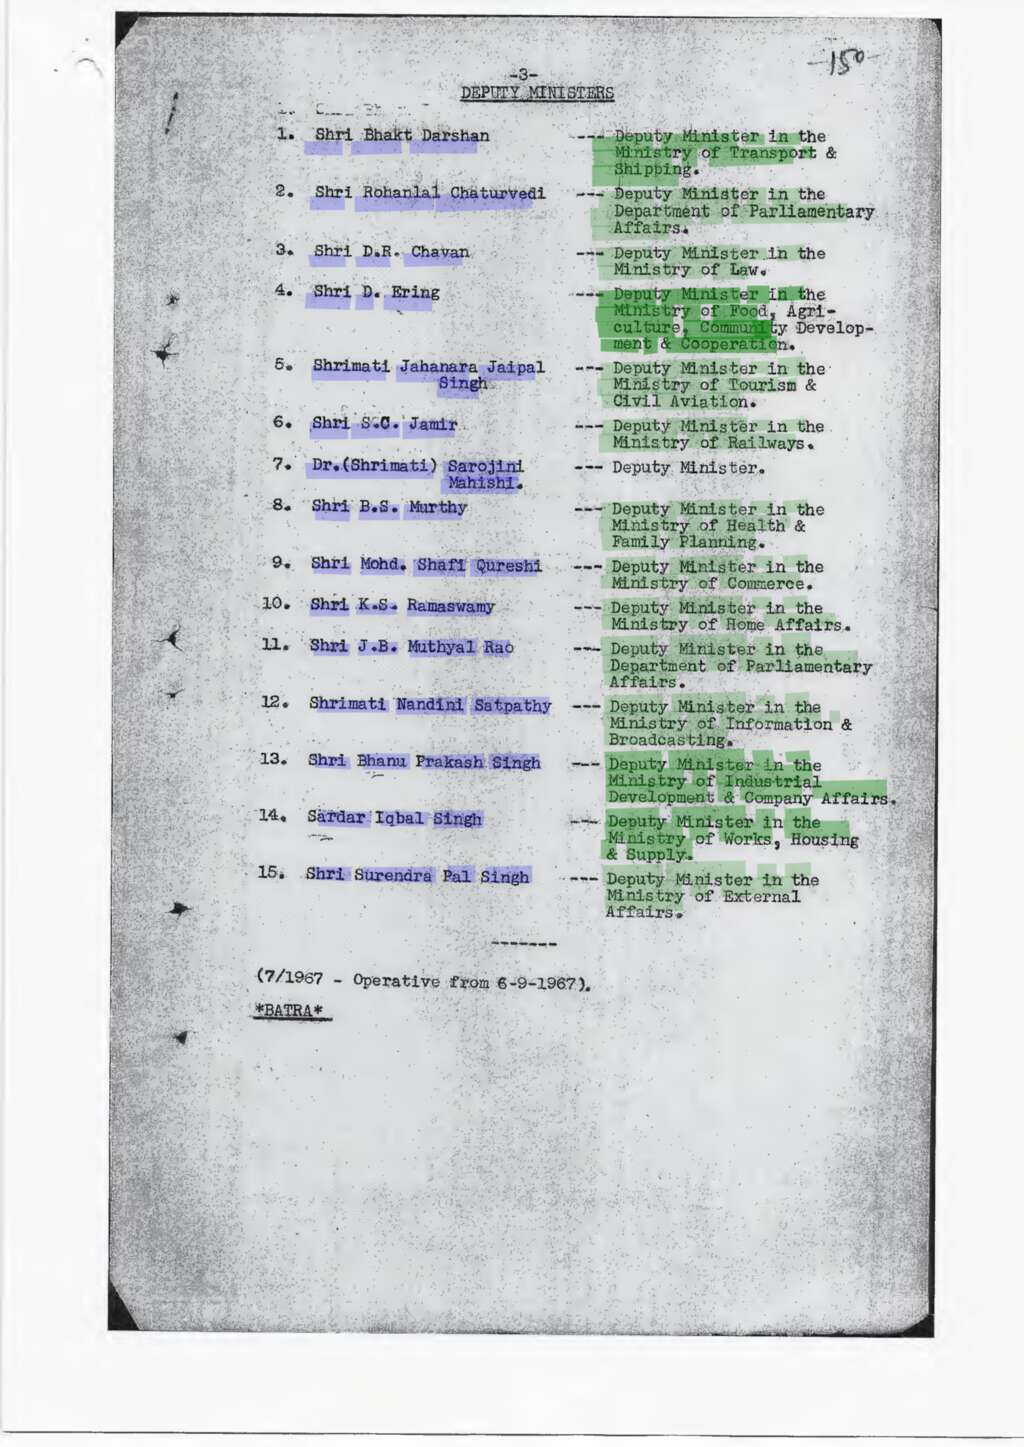 -150-
-3-
DEPUTY MINISTERS
1. Shri Bhakt Darshan --- Deputy Minister in the
Ministry of Transport &
Shipping.
2. Shri Rohanlal Chaturvedi --- Deputy Minister in the
Department of Parliamentary
Affairs.
3. Shri D.R. Chavan --- Deputy Minister in the
Ministry of Law.
4. Shri D. Ering --- Deputy Minister in the
Ministry of Food, Agri-
culture, Community Develop-
ment & Cooperation.
5. Shrimati Jahanara Jaipal --- Deputy Minister in the
Singh Ministry of Tourism &
Civil Aviation.
6. Shri S.C. Jamir --- Deputy Minister in the
Ministry of Railways.
7. Dr.(Shrimati) Sarojini --- Deputy Minister.
Mahishi.
8. Shri B.S. Murthy --- Deputy Minister in the
Ministry of Health &
Family Planning.
9. Shri Mohd. Shafi Qureshi --- Deputy Minister in the
Ministry of Commerce.
10. Shri K.S. Ramaswamy --- Deputy Minister in the
Ministry of Home Affairs.
11. Shri J.B. Muthyal Rao --- Deputy Minister in the
Department of Parliamentary
Affairs.
12. Shrimati Nandini Satpathy --- Deputy Minister in the
Ministry of Information &
Broadcasting.
13. Shri Bhanu Prakash Singh --- Deputy Minister in the
Ministry of Industrial
Development & Company Affairs.
14. Sardar Iqbal Singh --- Deputy Minister in the
Ministry of Works, Housing
& Supply.
15. Shri Surendra Pal Singh --- Deputy Minister in the
Ministry of External
Affairs.
-------
(7/1967 - Operative from 6-9-1967).
*BATRA*